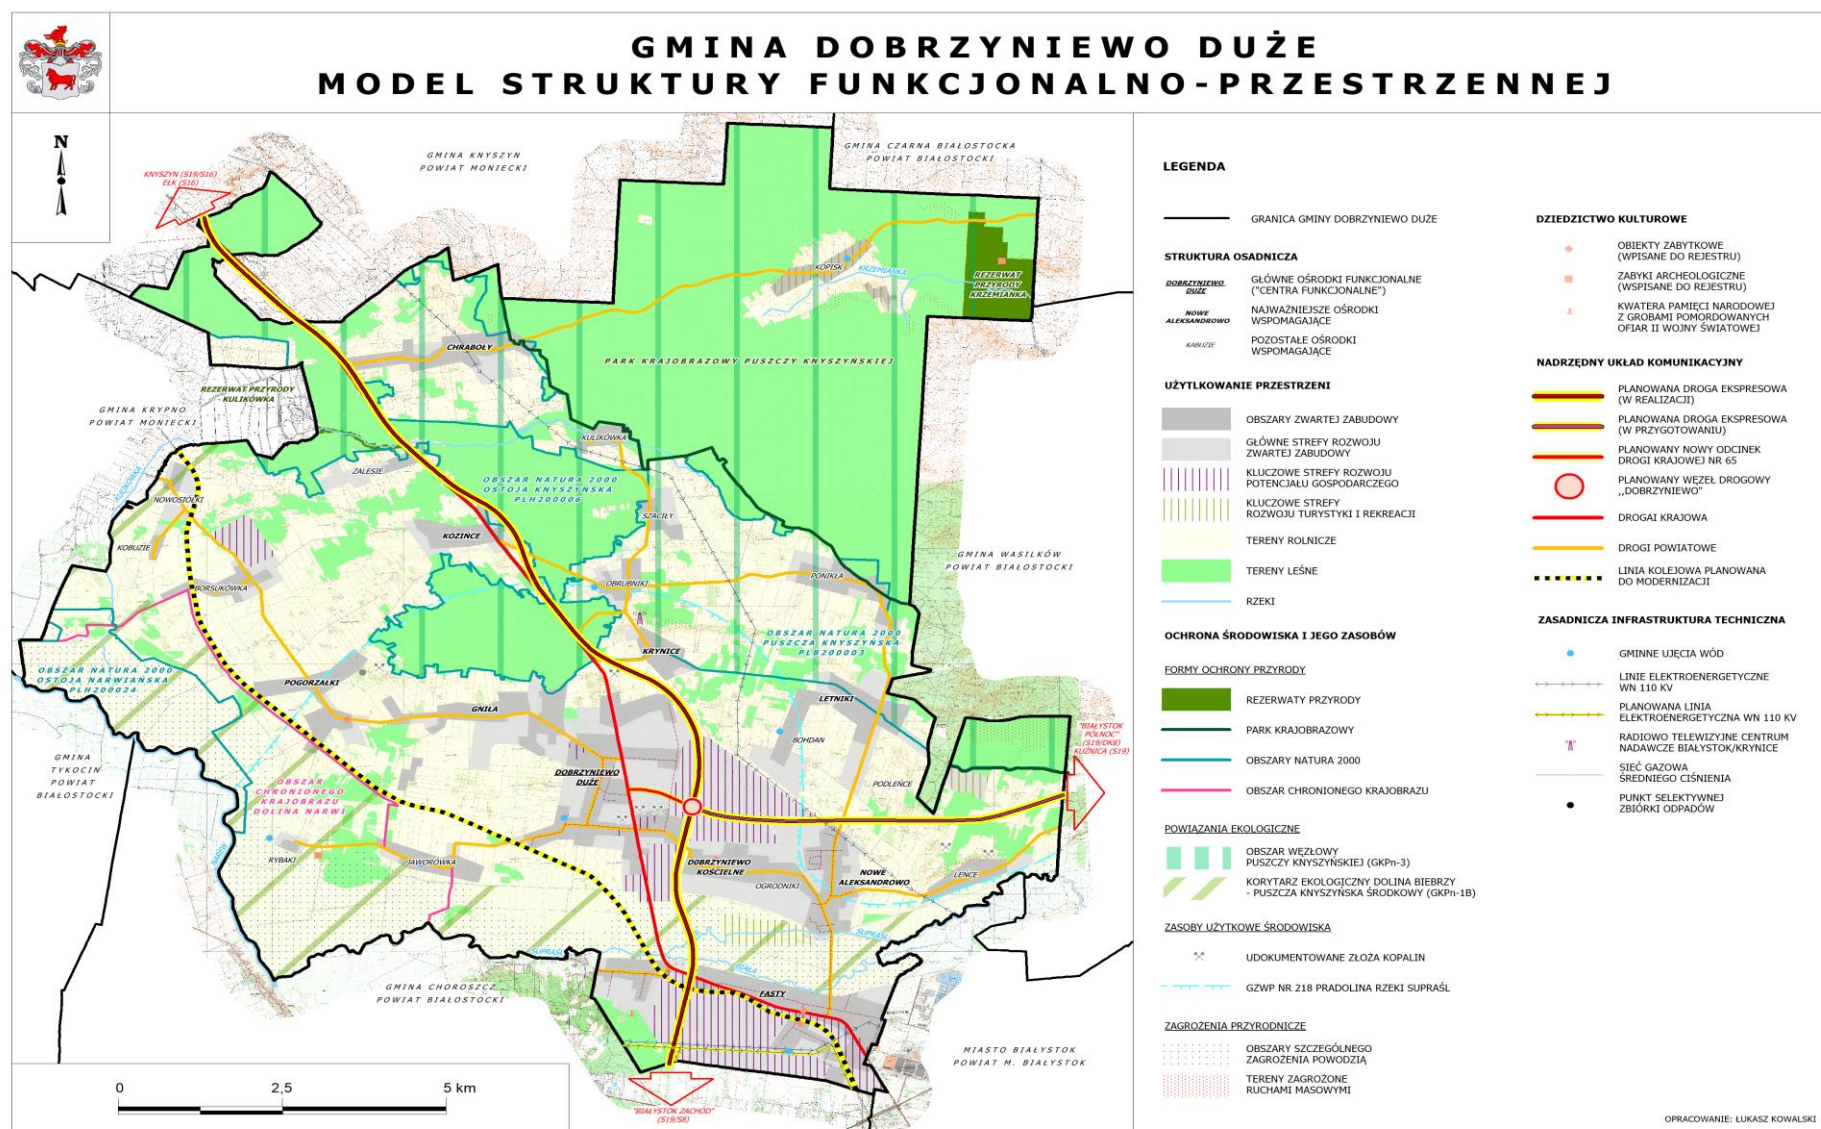 GMINA DOBRZYNIEWO DUŻE
MODEL STRUKTURY FUNKCJONALNO-PRZESTRZENNEJ
N
KNYSZYN (S19/S16)
EŁK (S16)
GMINA KNYSZYN
POWIAT MONIECKI
GMINA CZARNA BIAŁOSTOCKA
POWIAT BIAŁOSTOCKI
KOPISK
KRZEMIANKA
REZERWAT
PRZYRODY
KRZEMIANKA
CHRABOŁY
PARK KRAJOBRAZOWY PUSZCZY KNYSZYŃSKIEJ
REZERWAT PRZYRODY
KULIKÓWKA
GMINA KRYPNO
POWIAT MONIECKI
KULIKÓWKA
KULIKÓWKA
ZALESIE
OBSZAR NATURA 2000
OSTOJA KNYSZYŃSKA
PLH200006
NOWOSIÓŁKI
SZACIŁY
KOZIŃCE
KOBUZIE
GMINA WASILKÓW
POWIAT BIAŁOSTOCKI
BORSUKÓWKA
OBRUBNIKI
PONIKŁA
OBSZAR NATURA 2000
PUSZCZA KNYSZYŃSKA
PLB200003
KRYNICE
OBSZAR NATURA 2000
OSTOJA NARWIAŃSKA
PLH200024
POGORZAŁKI
GNIŁA
LETNIKI
BOHDAN
"BIAŁYSTOK
PÓŁNOC"
(S19/DK8)
KUŹNICA (S19)
GMINA
TYKOCIN
POWIAT
BIAŁOSTOCKI
OBSZAR
CHRONIONEGO
KRAJOBRAZU
DOLINA NARWI
DOBRZYNIEWO
DUŻE
PODLEŃCE
NAREW
RYBAKI
JAWORÓWKA
DOBRZYNIEWO
KOŚCIELNE
OGRODNIKI
NOWE
ALEKSANDROWO
LENCE
SUPRAŚL
SUPRAŚL
BIAŁA
FASTY
GMINA CHOROSZCZ
POWIAT BIAŁOSTOCKI
MIASTO BIAŁYSTOK
POWIAT M. BIAŁYSTOK
"BIAŁYSTOK ZACHÓD"
(S19/S8)
0 2,5 5 km
LEGENDA
GRANICA GMINY DOBRZYNIEWO DUŻE
STRUKTURA OSADNICZA
DOBRZYNIEWO
DUŻE
GŁÓWNE OŚRODKI FUNKCJONALNE
("CENTRA FUNKCJONALNE")
NOWE
ALEKSANDROWO
NAJWAŻNIEJSZE OŚRODKI
WSPOMAGAJĄCE
KABUZIE
POZOSTAŁE OŚRODKI
WSPOMAGAJĄCE
UŻYTLKOWANIE PRZESTRZENI
OBSZARY ZWARTEJ ZABUDOWY
GŁÓWNE STREFY ROZWOJU
ZWARTEJ ZABUDOWY
KLUCZOWE STREFY ROZWOJU
POTENCJAŁU GOSPODARCZEGO
KLUCZOWE STREFY
ROZWOJU TURYSTYKI I REKREACJI
TERENY ROLNICZE
TERENY LEŚNE
RZEKI
OCHRONA ŚRODOWISKA I JEGO ZASOBÓW
FORMY OCHRONY PRZYRODY
REZERWATY PRZYRODY
PARK KRAJOBRAZOWY
OBSZARY NATURA 2000
OBSZAR CHRONIONEGO KRAJOBRAZU
POWIĄZANIA EKOLOGICZNE
OBSZAR WĘZŁOWY
PUSZCZY KNYSZYŃSKIEJ (GKPn-3)
KORYTARZ EKOLOGICZNY DOLINA BIEBRZY
- PUSZCZA KNYSZYŃSKA ŚRODKOWY (GKPn-1B)
ZASOBY UŻYTKOWE ŚRODOWISKA
UDOKUMENTOWANE ZŁOŻA KOPALIN
GZWP NR 218 PRADOLINA RZEKI SUPRAŚL
ZAGROŻENIA PRZYRODNICZE
OBSZARY SZCZEGÓLNEGO
ZAGROŻENIA POWODZIĄ
TERENY ZAGROŻONE
RUCHAMI MASOWYMI
DZIEDZICTWO KULTUROWE
OBIEKTY ZABYTKOWE
(WPISANE DO REJESTRU)
ZABYKI ARCHEOLOGICZNE
(WSPISANE DO REJESTRU)
KWATERA PAMIĘCI NARODOWEJ
Z GROBAMI POMORDOWANYCH
OFIAR II WOJNY ŚWIATOWEJ
NADRZĘDNY UKŁAD KOMUNIKACYJNY
PLANOWANA DROGA EKSPRESOWA
(W REALIZACJI)
PLANOWANA DROGA EKSPRESOWA
(W PRZYGOTOWANIU)
PLANOWANY NOWY ODCINEK
DROGI KRAJOWEJ NR 65
PLANOWANY WĘZEŁ DROGOWY
,,DOBRZYNIEWO"
DROGAI KRAJOWA
DROGI POWIATOWE
LINIA KOLEJOWA PLANOWANA
DO MODERNIZACJI
ZASADNICZA INFRASTRUKTURA TECHNICZNA
GMINNE UJĘCIA WÓD
LINIE ELEKTROENERGETYCZNE
WN 110 KV
PLANOWANA LINIA
ELEKTROENERGETYCZNA WN 110 KV
RADIOWO TELEWIZYJNE CENTRUM
NADAWCZE BIAŁYSTOK/KRYNICE
SIEĆ GAZOWA
ŚREDNIEGO CIŚNIENIA
PUNKT SELEKTYWNEJ
ZBIÓRKI ODPADÓW
OPRACOWANIE: ŁUKASZ KOWALSKI